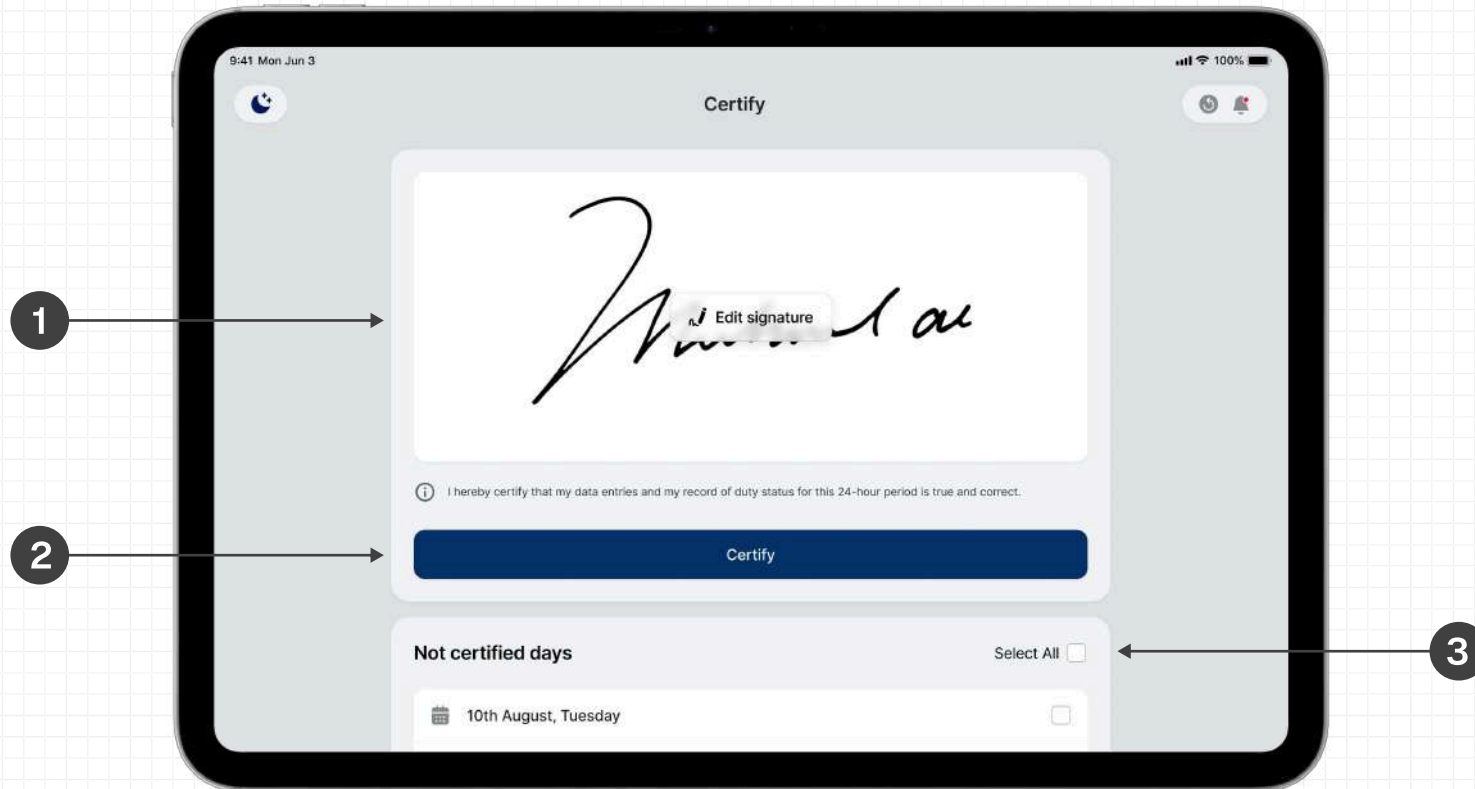 9:41 Mon Jun 3
100%
Certify
1
Edit signature
I hereby certify that my data entries and my record of duty status for this 24-hour period is true and correct.
2
Certify
Not certified days
Select All
3
10th August, Tuesday